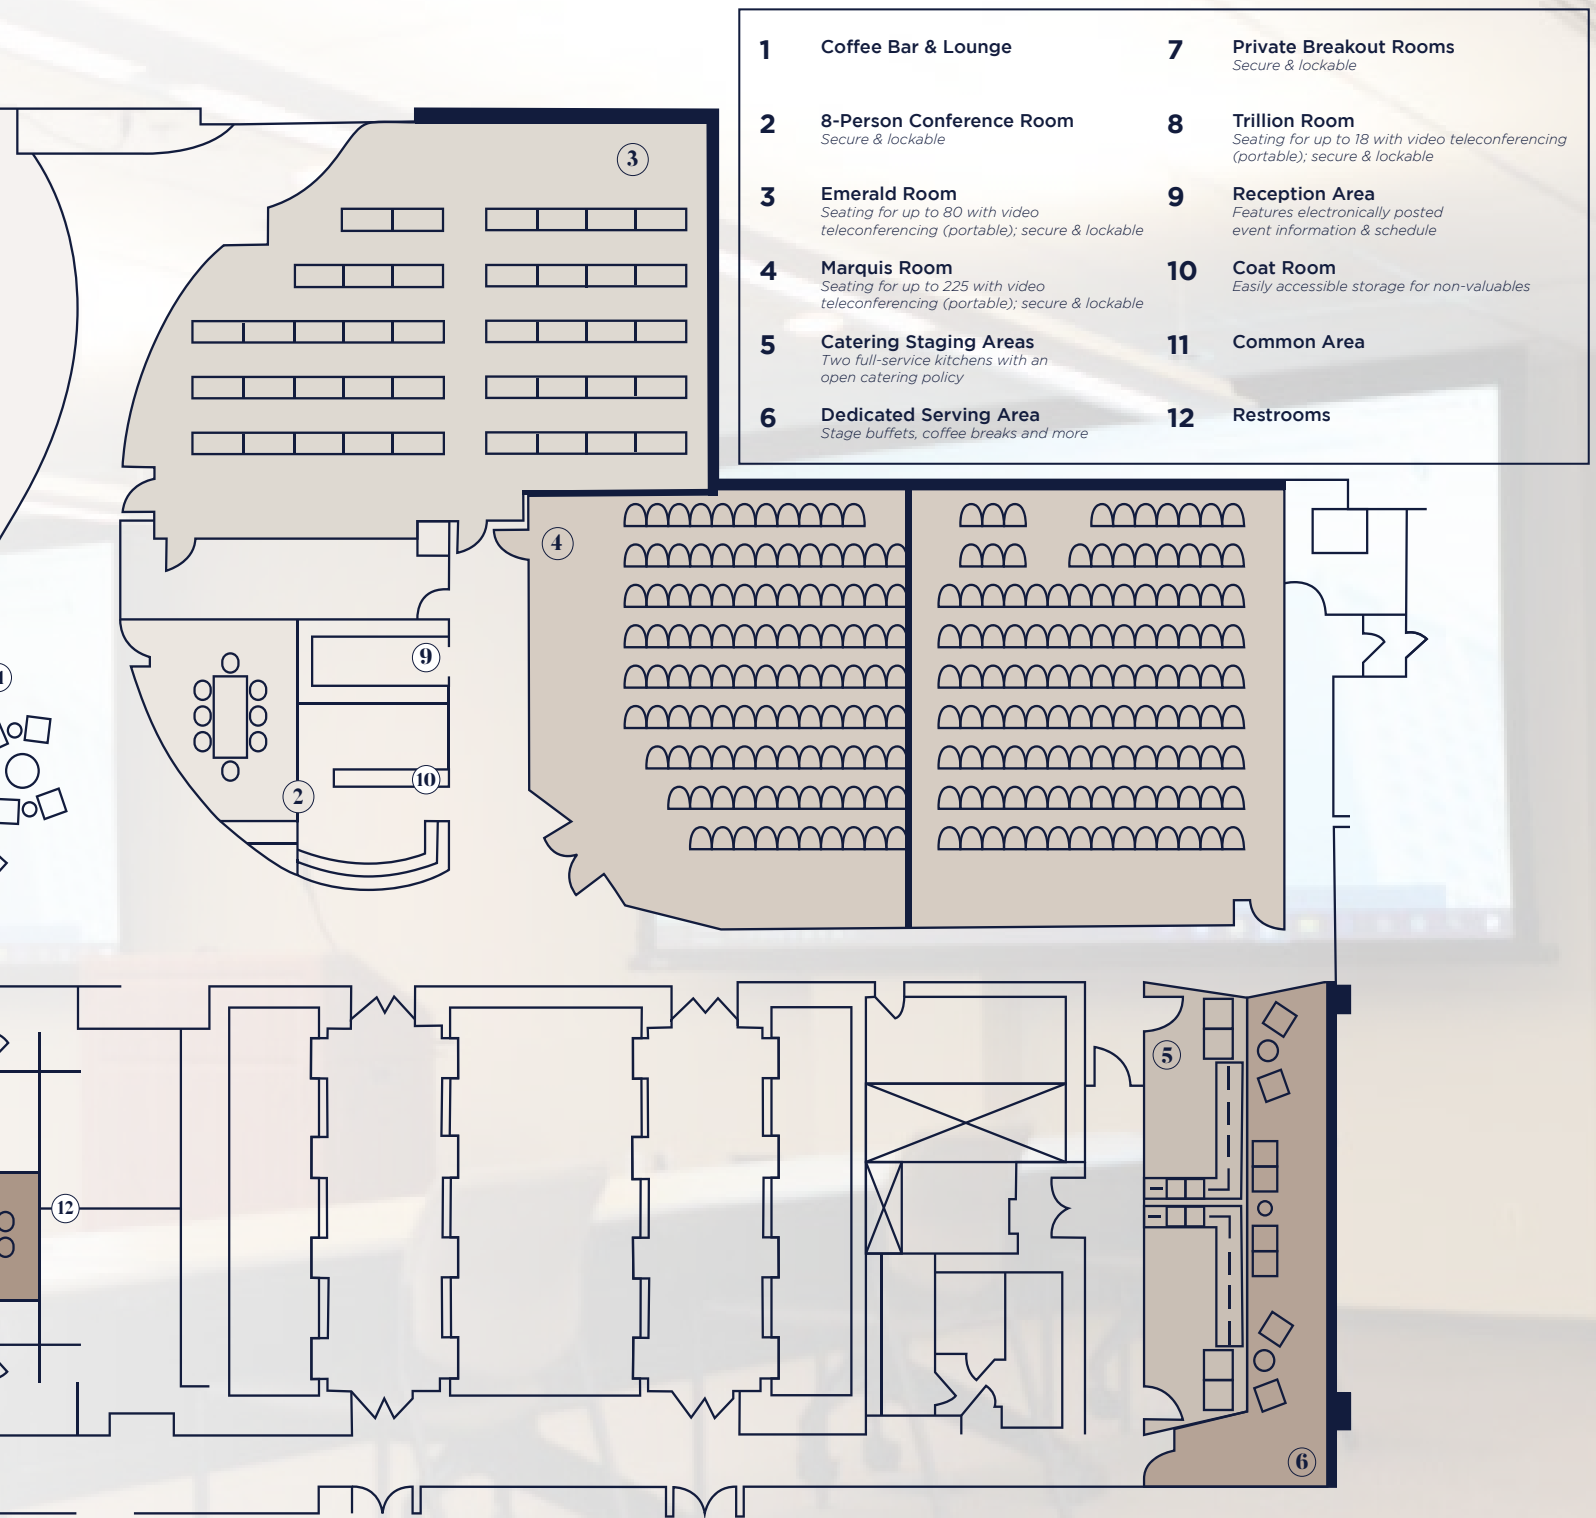 1 Coffee Bar & Lounge
2 8-Person Conference Room
Secure & lockable
3 Emerald Room
Seating for up to 80 with video
teleconferencing (portable); secure & lockable
4 Marquis Room
Seating for up to 225 with video
teleconferencing (portable); secure & lockable
5 Catering Staging Areas
Two full-service kitchens with an
open catering policy
6 Dedicated Serving Area
Stage buffets, coffee breaks and more
7 Private Breakout Rooms
Secure & lockable
8 Trillion Room
Seating for up to 18 with video teleconferencing
(portable); secure & lockable
9 Reception Area
Features electronically posted
event information & schedule
10 Coat Room
Easily accessible storage for non-valuables
11 Common Area
12 Restrooms
3
4
9
10
2
5
12
6